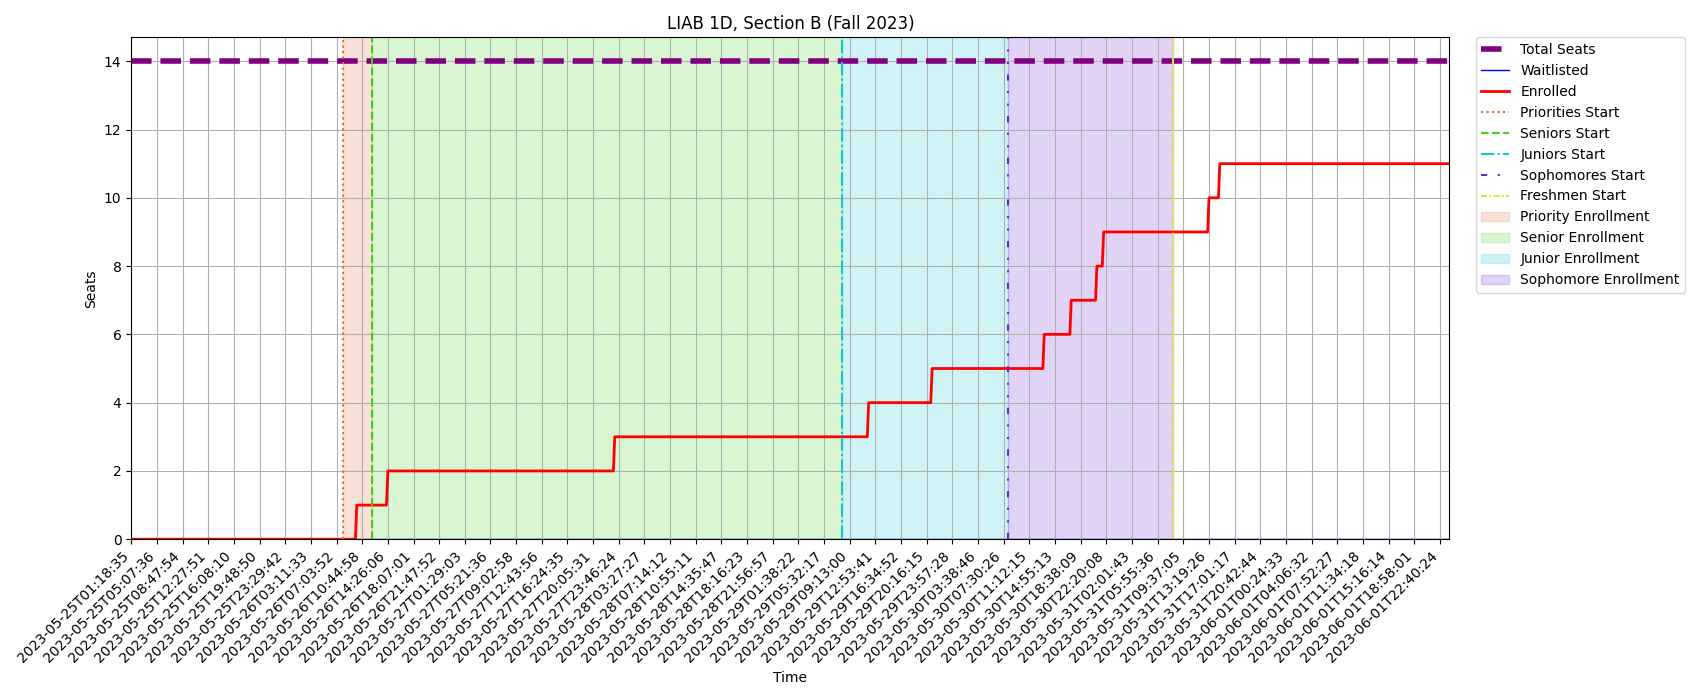 LIAB 1D, Section B (Fall 2023)
14
12
10
8
6
4
2
0
Seats
2023-05-25T01:18:35
2023-05-25T05:07:36
2023-05-25T08:47:54
2023-05-25T12:27:51
2023-05-25T16:08:10
2023-05-25T19:48:50
2023-05-25T23:29:42
2023-05-26T03:11:33
2023-05-26T07:03:52
2023-05-26T10:44:58
2023-05-26T14:26:06
2023-05-26T18:07:01
2023-05-26T21:47:52
2023-05-27T01:29:03
2023-05-27T05:21:36
2023-05-27T09:02:58
2023-05-27T12:43:56
2023-05-27T16:24:35
2023-05-27T20:05:31
2023-05-27T23:46:24
2023-05-28T03:27:27
2023-05-28T07:14:12
2023-05-28T10:55:11
2023-05-28T14:35:47
2023-05-28T18:16:23
2023-05-28T21:56:57
2023-05-29T01:38:22
2023-05-29T05:32:17
2023-05-29T09:13:00
2023-05-29T12:53:41
2023-05-29T16:34:52
2023-05-29T20:16:15
2023-05-29T23:57:28
2023-05-30T03:38:46
2023-05-30T07:30:26
2023-05-30T11:12:15
2023-05-30T14:55:13
2023-05-30T18:38:09
2023-05-30T22:20:08
2023-05-31T02:01:43
2023-05-31T05:55:36
2023-05-31T09:37:05
2023-05-31T13:19:26
2023-05-31T17:01:17
2023-05-31T20:42:44
2023-06-01T00:24:33
2023-06-01T04:06:32
2023-06-01T07:52:27
2023-06-01T11:34:18
2023-06-01T15:16:14
2023-06-01T18:58:01
2023-06-01T22:40:24
Time
Total Seats
Waitlisted
Enrolled
Priorities Start
Seniors Start
Juniors Start
Sophomores Start
Freshmen Start
Priority Enrollment
Senior Enrollment
Junior Enrollment
Sophomore Enrollment